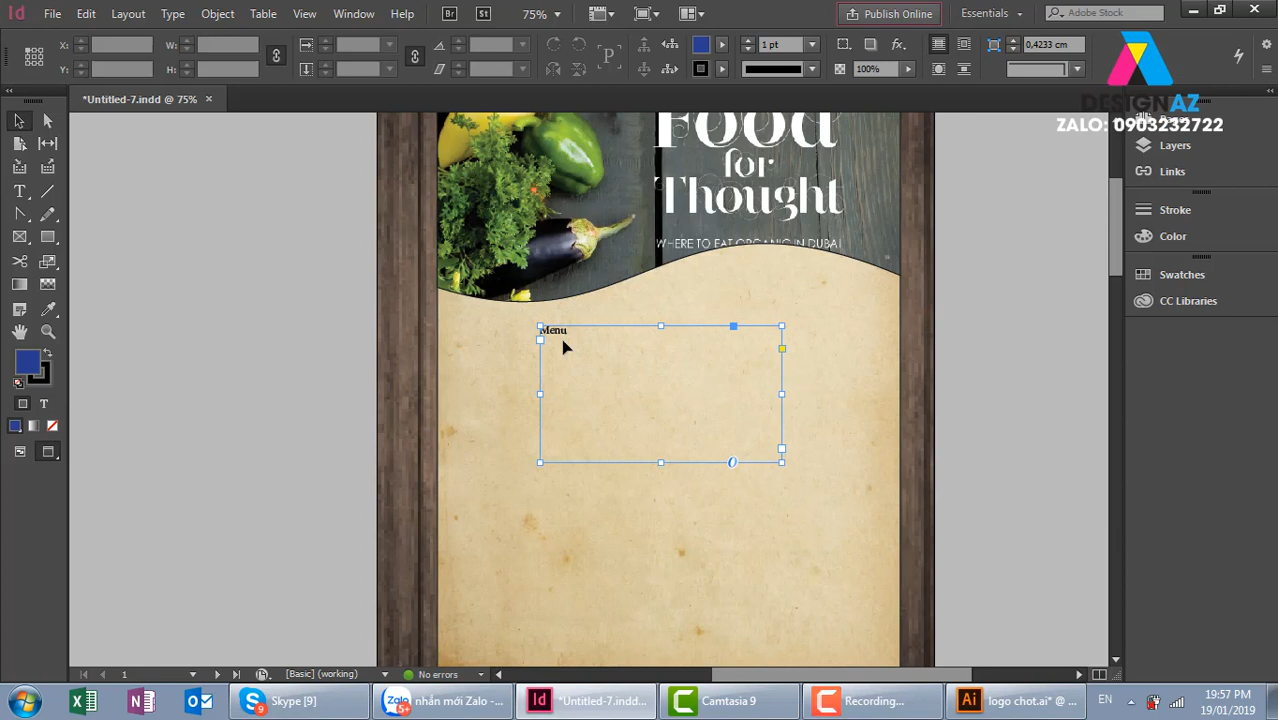 Id File Edit Layout Type Object Table View Window Help Br St 75% Publish Online Essentials Adobe Stock
X: W: P 1 pt fx. 0,4233 cm
Y: H: 100%
*Untitled-7.indd @ 75% ×
DESIGNAZ
ZALO: 0903232722
Layers
Links
Stroke
Color
Swatches
CC Libraries
Food
for
Thought
WHERE TO EAT ORGANIC IN DUBAI
Menu
T
1 [Basic] (working) No errors
Skype [9] nhắn mới Zalo -... *Untitled-7.indd... Camtasia 9 Recording... logo chot.ai* @ ... EN 19:57 PM
19/01/2019